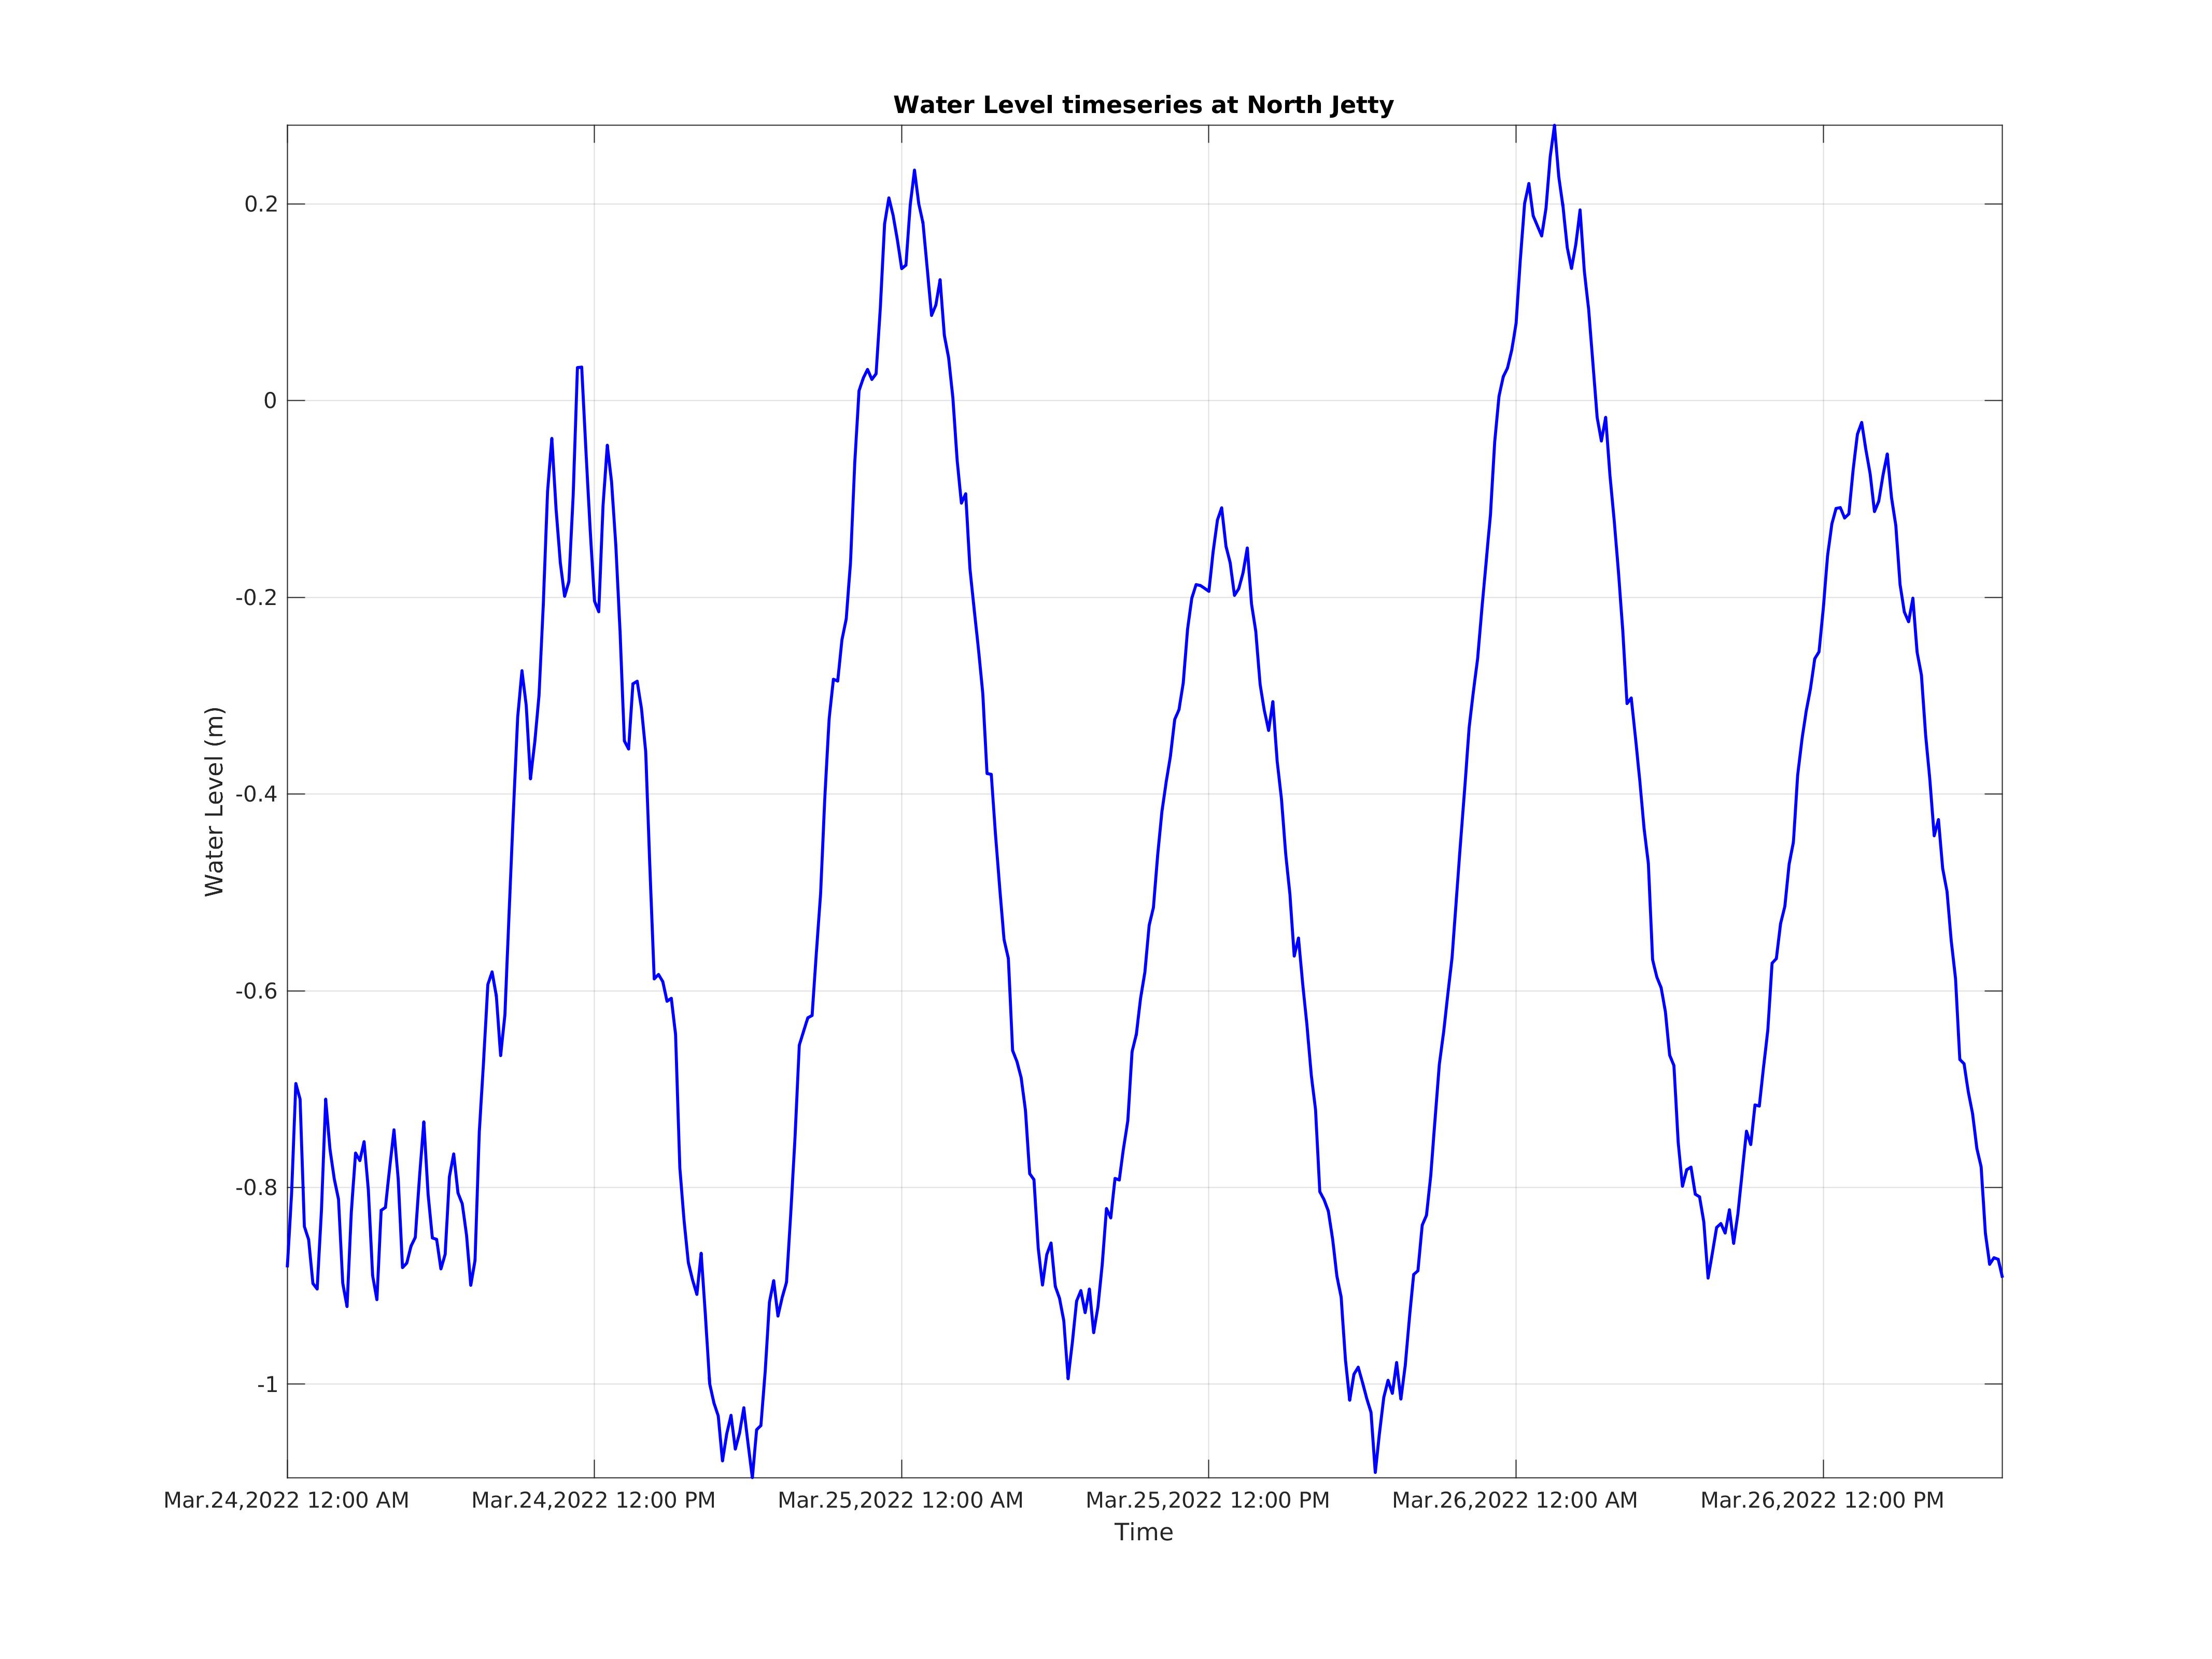 Water Level timeseries at North Jetty
0.2
0
-0.2
-0.4
-0.6
-0.8
-1
Water Level (m)
Mar.24,2022 12:00 AM Mar.24,2022 12:00 PM Mar.25,2022 12:00 AM Mar.25,2022 12:00 PM Mar.26,2022 12:00 AM Mar.26,2022 12:00 PM
Time